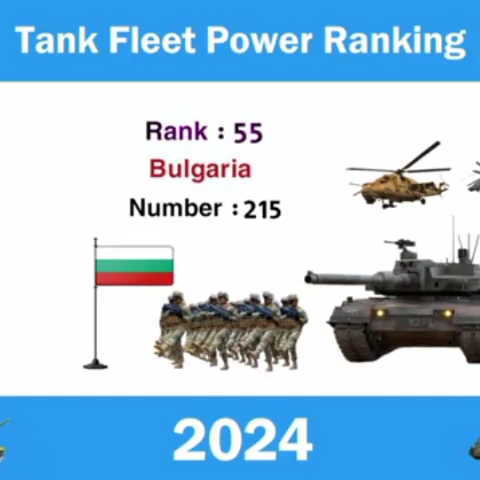 Tank Fleet Power Ranking
Rank : 55
Bulgaria
Number : 215
2024